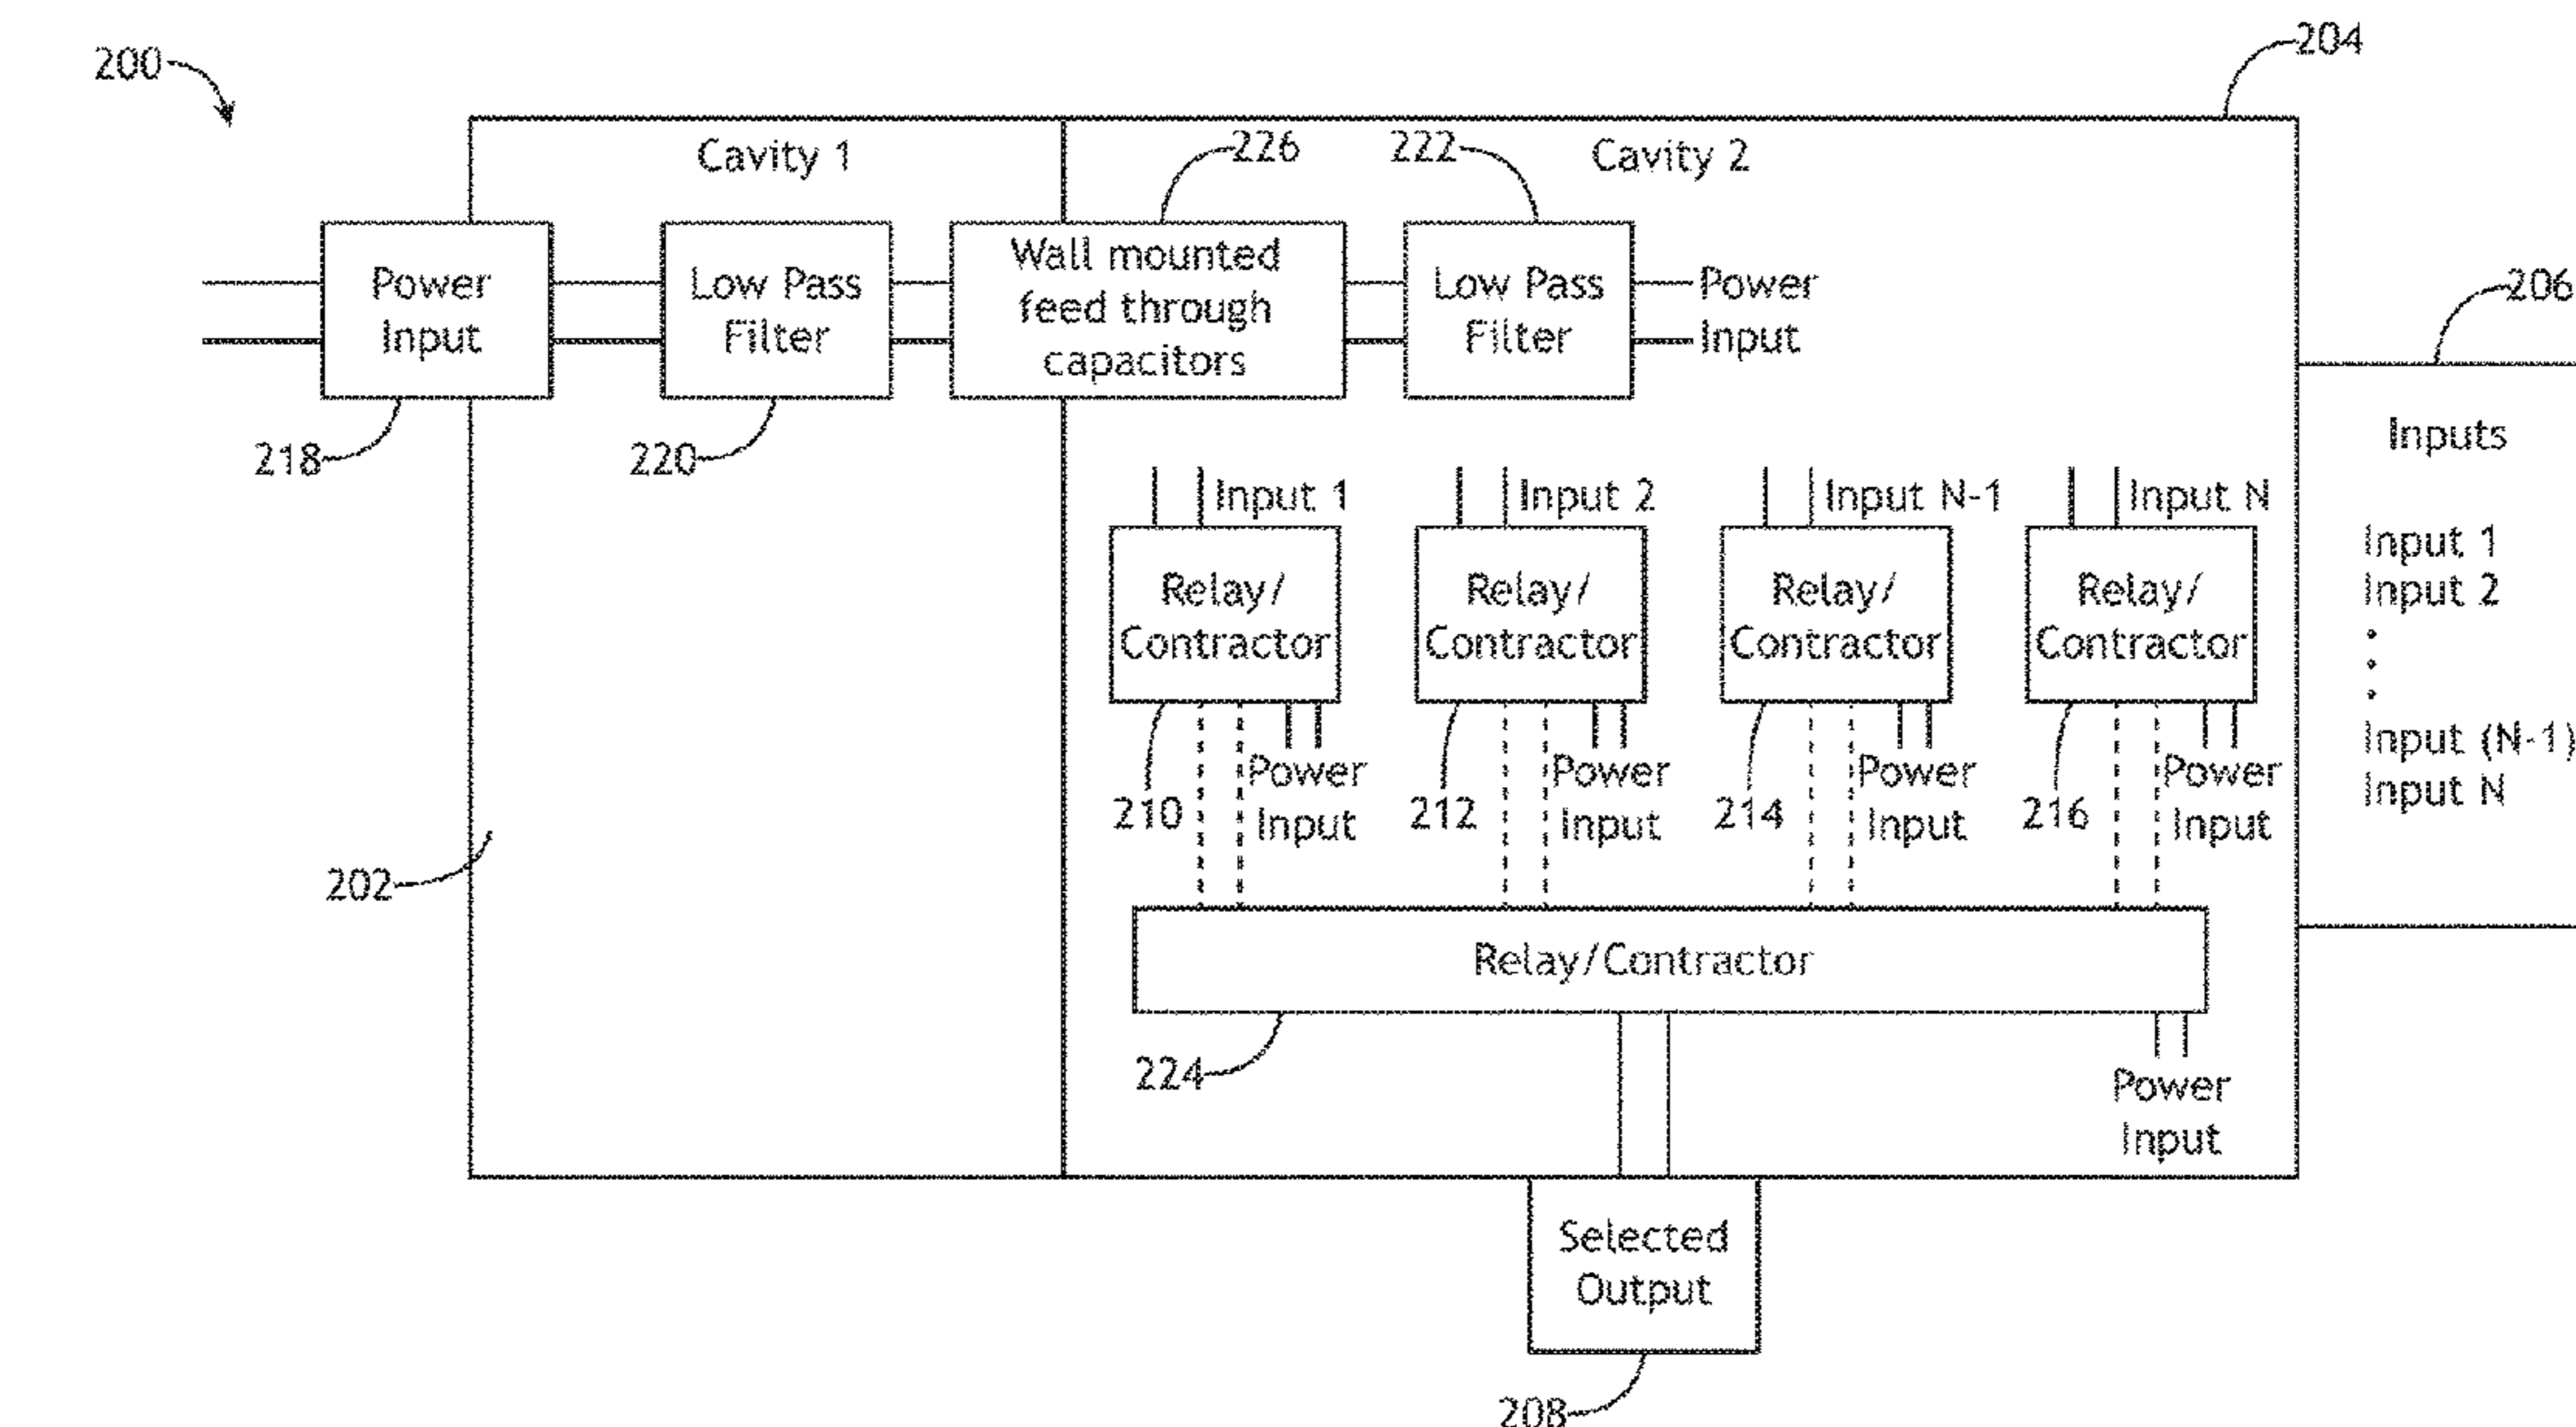 200
204
Cavity 1
226
222
Cavity 2
Power
Input
Low Pass
Filter
Wall mounted
feed through
capacitors
Low Pass
Filter
Power
Input
206
218
220
Inputs
Input 1
Input 2
Input N-1
Input N
Input 1
Input 2
Input (N-1)
Input N
Relay/
Contractor
Relay/
Contractor
Relay/
Contractor
Relay/
Contractor
210
Power
Input
212
Power
Input
214
Power
Input
216
Power
Input
202
Relay/Contractor
224
Power
Input
Selected
Output
208